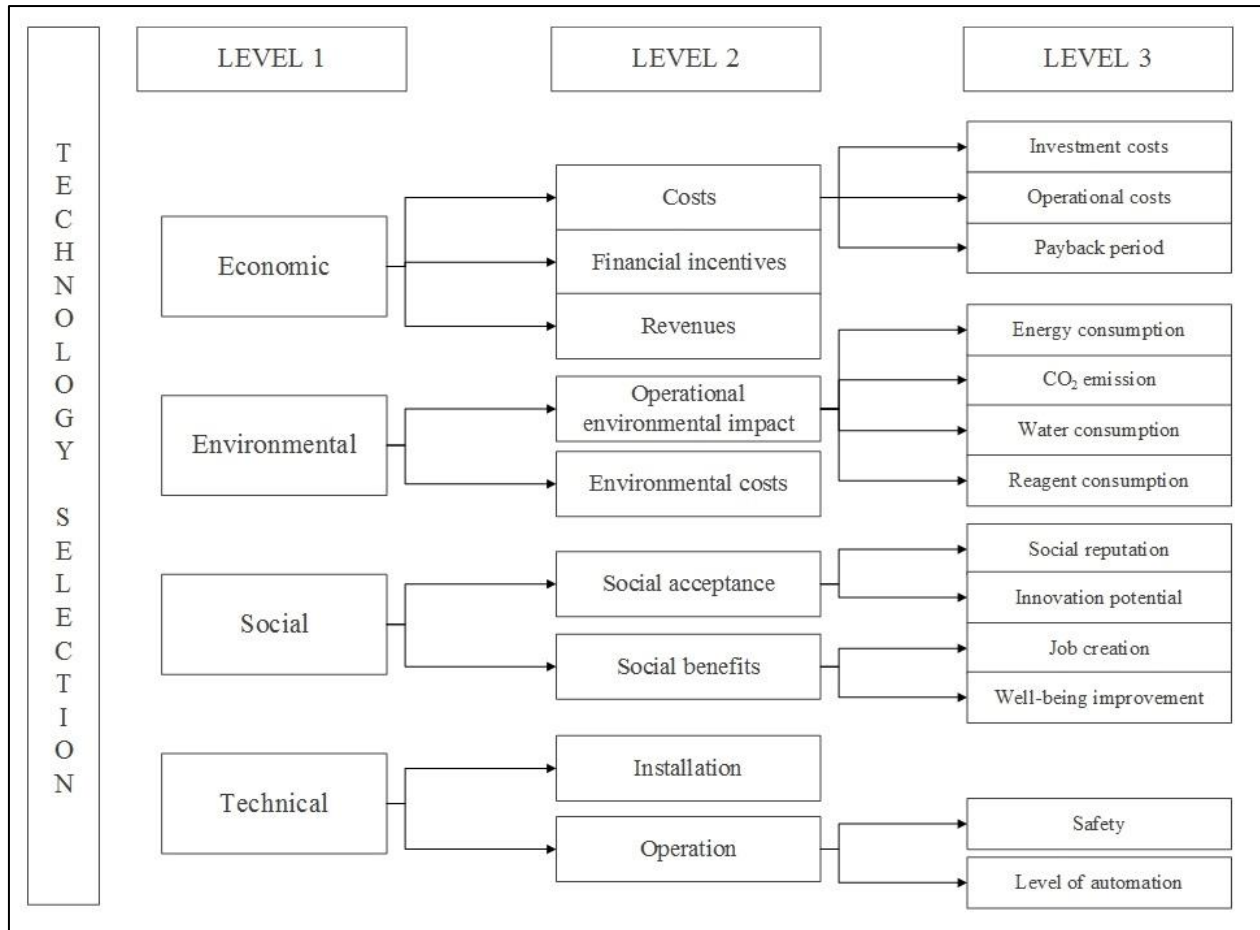 TECHNOLOGY SELECTION
LEVEL 1
LEVEL 2
LEVEL 3
Economic
Costs
Financial incentives
Revenues
Investment costs
Operational costs
Payback period
Environmental
Operational
environmental impact
Environmental costs
Energy consumption
CO₂ emission
Water consumption
Reagent consumption
Social
Social acceptance
Social benefits
Social reputation
Innovation potential
Job creation
Well-being improvement
Technical
Installation
Operation
Safety
Level of automation